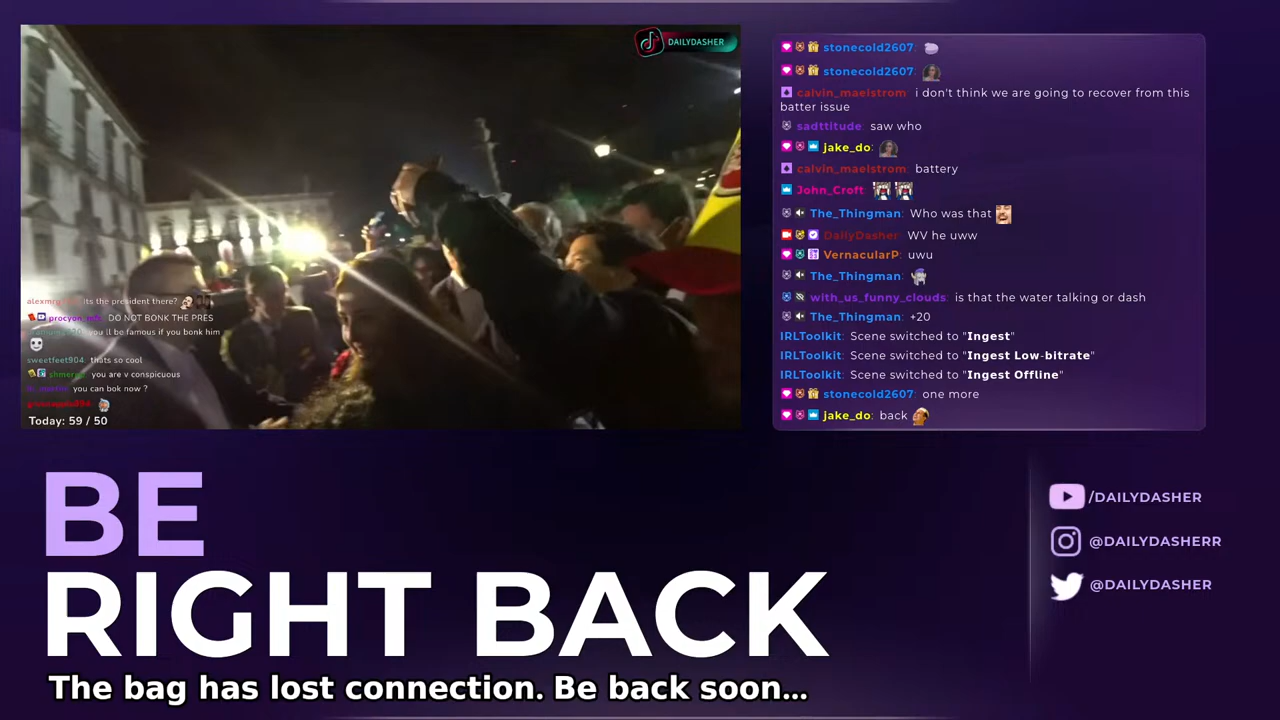 DAILYDASHER
its the president there?
DO NOT BONK THE PRES
you ll be famous if you bonk him
sweetfeet904: thats so cool
you are v conspicuous
you can bok now ?
Today: 59 / 50
stonecold2607:
stonecold2607:
calvin_maelstrom: i don't think we are going to recover from this
batter issue
sadttitude: saw who
jake_do:
calvin_maelstrom: battery
John_Croft:
The_Thingman: Who was that
DailyDasher: WV he uww
VernacularP: uwu
The_Thingman:
with_us_funny_clouds: is that the water talking or dash
The_Thingman: +20
IRLToolkit: Scene switched to "Ingest"
IRLToolkit: Scene switched to "Ingest Low-bitrate"
IRLToolkit: Scene switched to "Ingest Offline"
stonecold2607: one more
jake_do: back
BE
RIGHT BACK
The bag has lost connection. Be back soon...
/DAILYDASHER
@DAILYDASHERR
@DAILYDASHER